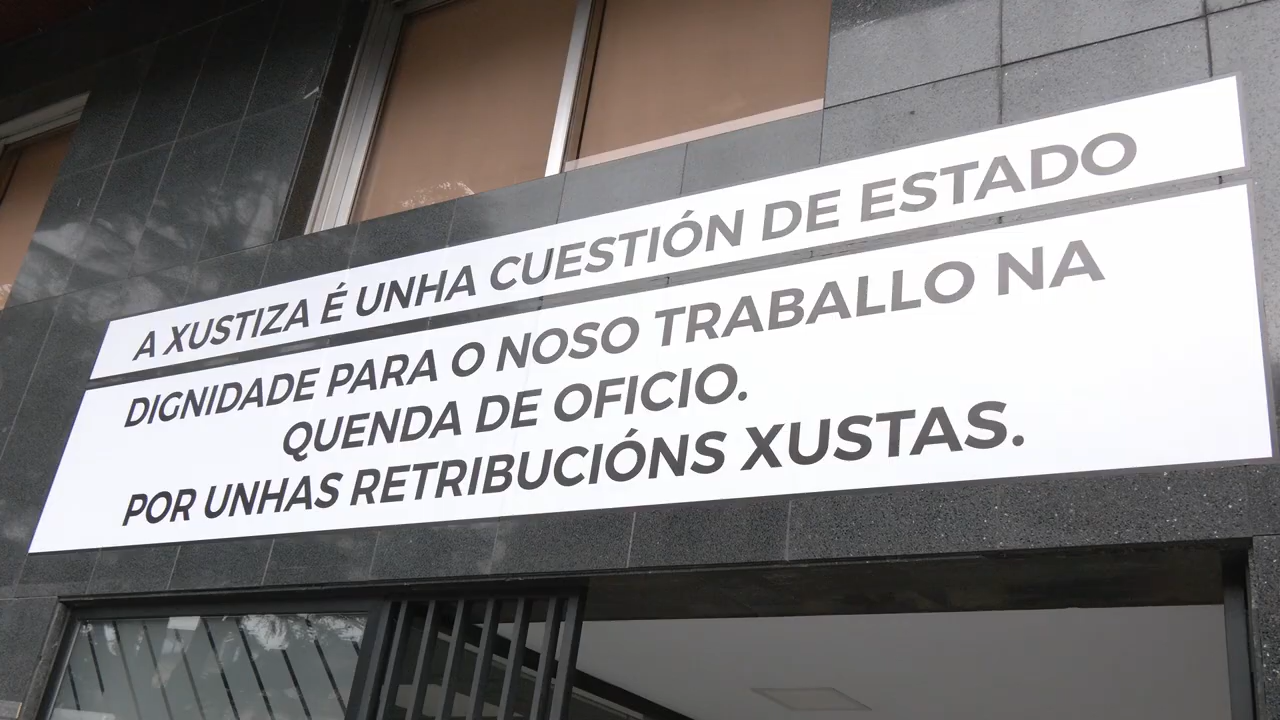 A XUSTIZA É UNHA CUESTIÓN DE ESTADO
DIGNIDADE PARA O NOSO TRABALLO NA
QUENDA DE OFICIO.
POR UNHAS RETRIBUCIÓNS XUSTAS.